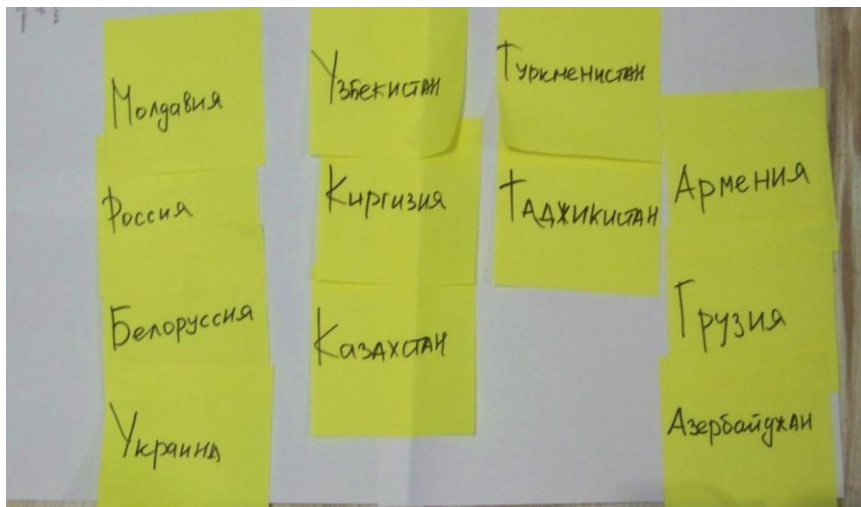 Молдавия
Россия
Белоруссия
Украина
Узбекистан
Киргизия
Казахстан
Туркменистан
Таджикистан
Армения
Грузия
Азербайджан